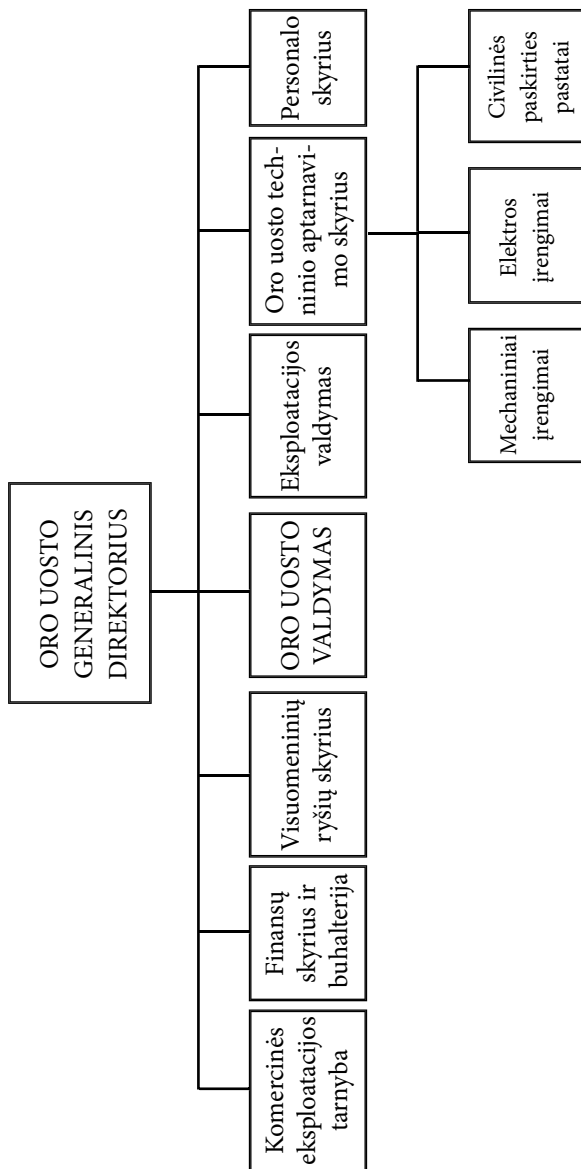 ORO UOSTO
GENERALINIS
DIREKTORIUS
Komercinės
eksploatacijos
tarnyba
Finansų
skyrius ir
buhalterija
Visuomeninių
ryšių skyrius
ORO UOSTO
VALDYMAS
Eksploatacijos
valdymas
Oro uosto tech-
ninio aptarnavi-
mo skyrius
Personalo
skyrius
Mechaniniai
įrengimai
Elektros
įrengimai
Civilinės
paskirties
pastatai